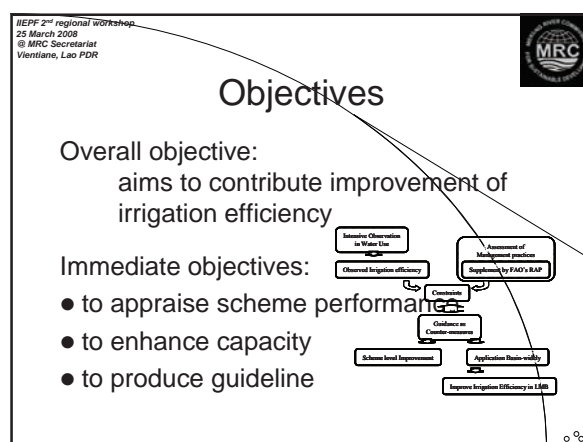 IIEPF 2nd regional workshop
25 March 2008
@ MRC Secretariat
Vientiane, Lao PDR
MRC
Objectives
Overall objective:
aims to contribute improvement of
irrigation efficiency
Immediate objectives:
● to appraise scheme performance
● to enhance capacity
● to produce guideline
Intensive Observation
in Water Use
Assessment of
Management practices
Observed Irrigation efficiency
Supplement by FAO's RAP
Constraints
Guidance as
Counter-measures
Scheme level Improvement
Application Basin-widely
Improve Irrigation Efficiency in LMB